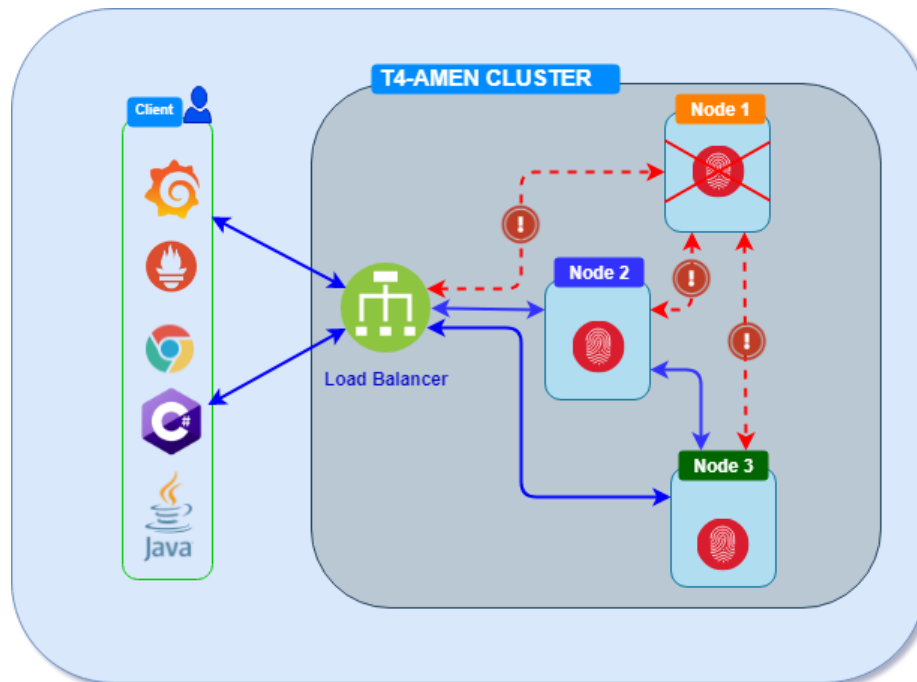 T4-AMEN CLUSTER
Client
Node 1
Node 2
Load Balancer
C#
Node 3
Java